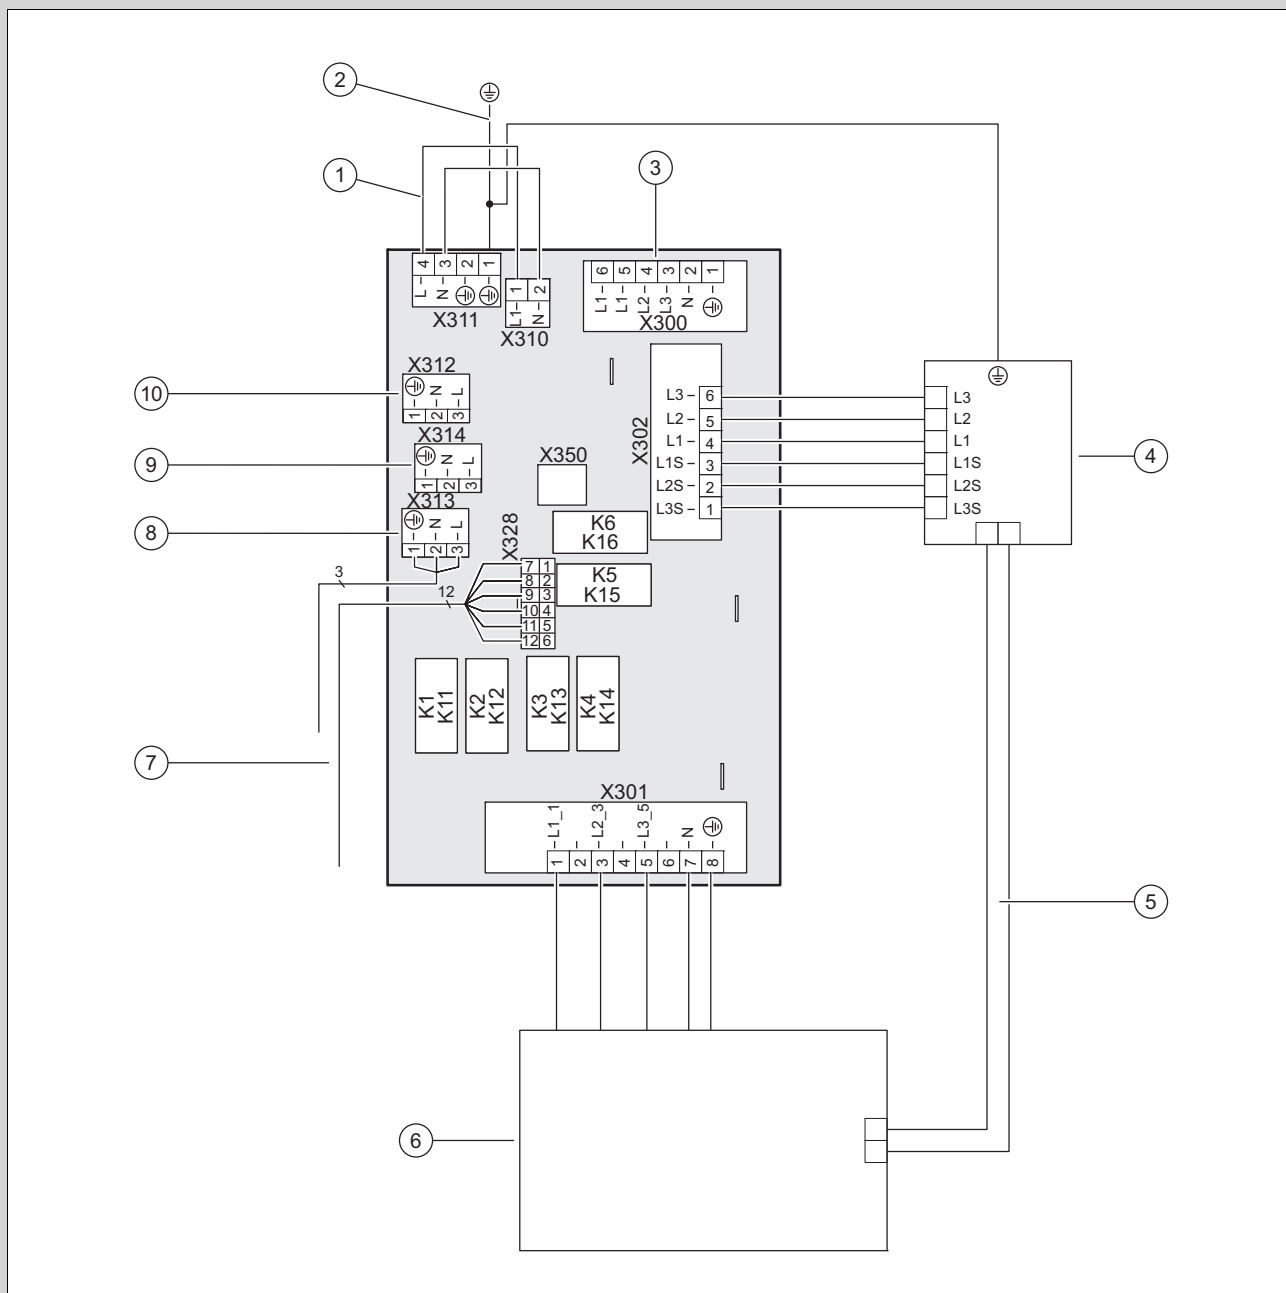 2
1
3
4 3 2 1
L – N –
X311
1 2
L1 – N –
X310
6 5 4 3 2 1
L1 – L1 – L2 – L3 – N –
X300
X312
– N – L
1 – 2 3
10
X314
– N – L
1 2 3
9
X313
– N – L
1 2 3
8
X350
X302
L3 – 6
L2 – 5
L1 – 4
L1S – 3
L2S – 2
L3S – 1
L3
L2
L1
L1S
L2S
L3S
4
K6
K16
K5
K15
X328
7 1
8 2
9 3
10 4
11 5
12 6
3
12
K1
K11
K2
K12
K3
K13
K4
K14
7
X301
– L1_1 – – L2_3 – – L3_5 – – N –
1 2 3 4 5 6 7 8
5
6